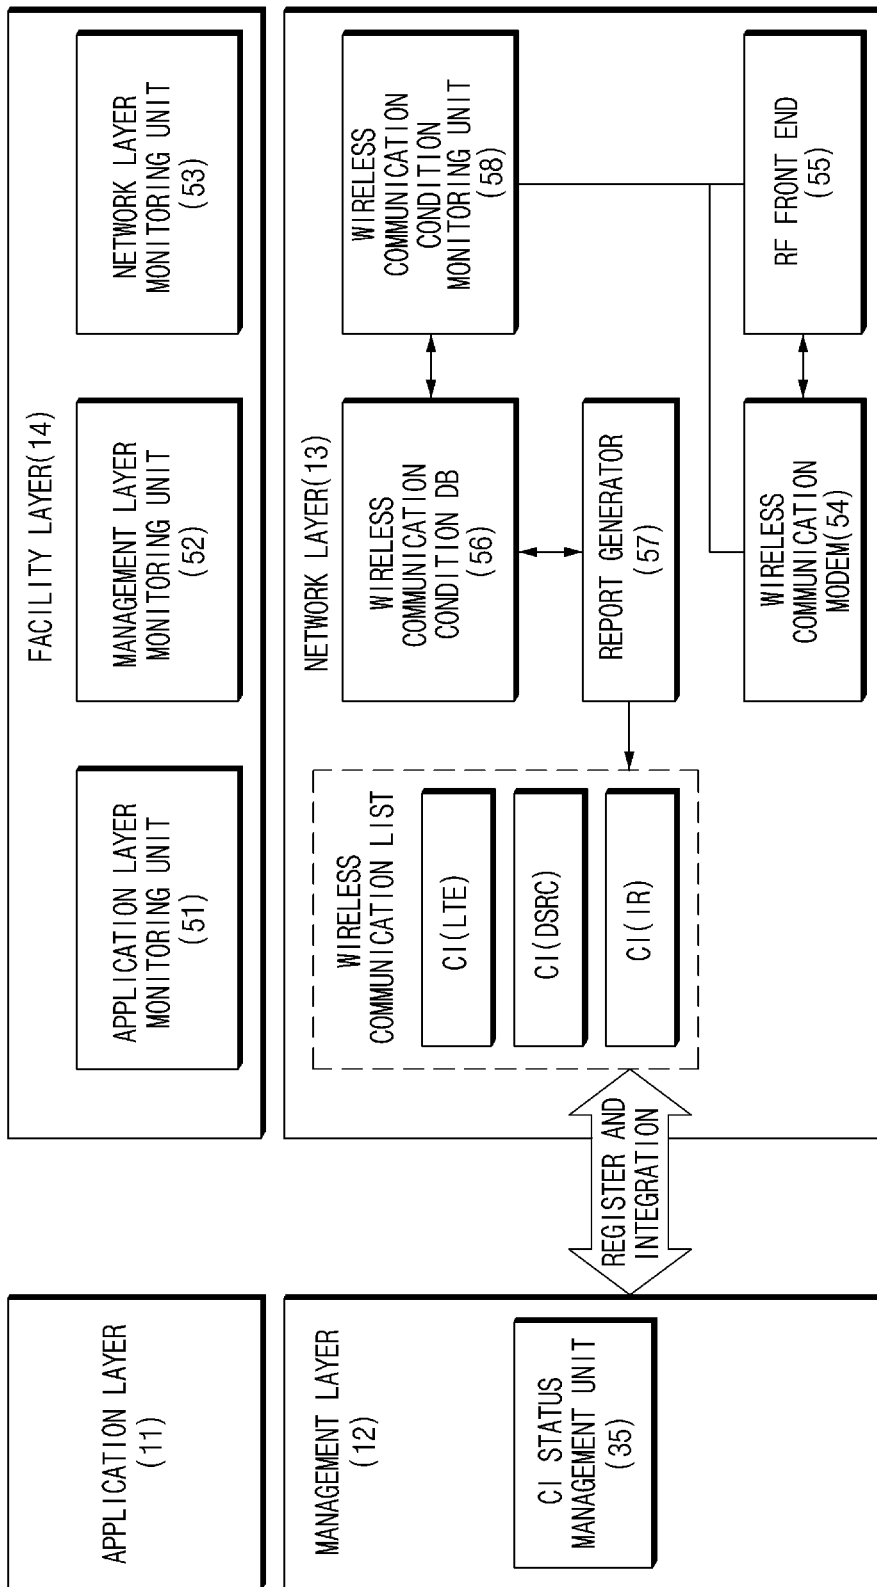 APPLICATION LAYER
(11)
MANAGEMENT LAYER
(12)
CI STATUS
MANAGEMENT UNIT
(35)
REGISTER AND
INTEGRATION
FACILITY LAYER(14)
APPLICATION LAYER
MONITORING UNIT
(51)
MANAGEMENT LAYER
MONITORING UNIT
(52)
NETWORK LAYER
MONITORING UNIT
(53)
NETWORK LAYER(13)
WIRELESS
COMMUNICATION LIST
CI(LTE)
CI(DSRC)
CI(IR)
WIRELESS
COMMUNICATION
CONDITION DB
(56)
WIRELESS
COMMUNICATION
CONDITION
MONITORING UNIT
(58)
REPORT GENERATOR
(57)
WIRELESS
COMMUNICATION
MODEM(54)
RF FRONT END
(55)